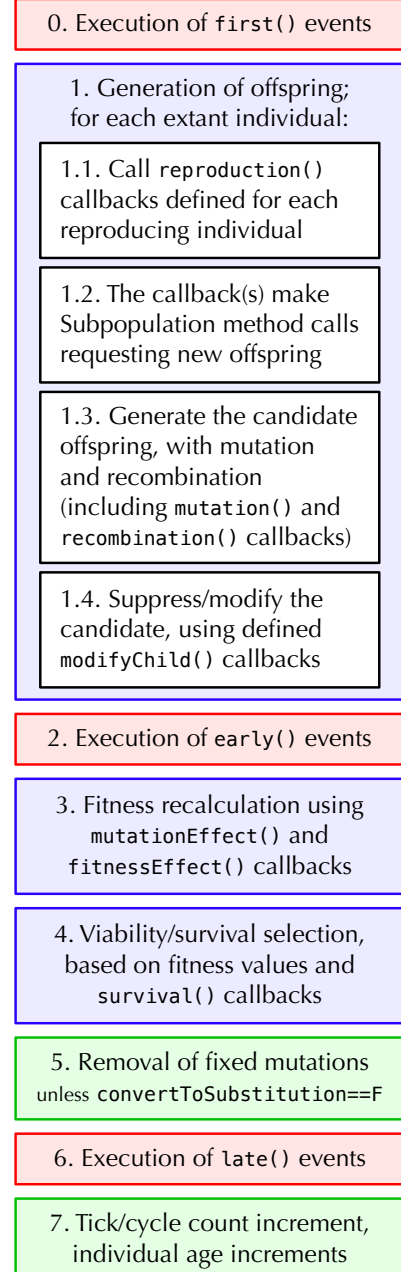 0. Execution of first() events
1. Generation of offspring;
for each extant individual:
1.1. Call reproduction()
callbacks defined for each
reproducing individual
1.2. The callback(s) make
Subpopulation method calls
requesting new offspring
1.3. Generate the candidate
offspring, with mutation
and recombination
(including mutation() and
recombination() callbacks)
1.4. Suppress/modify the
candidate, using defined
modifyChild() callbacks
2. Execution of early() events
3. Fitness recalculation using
mutationEffect() and
fitnessEffect() callbacks
4. Viability/survival selection,
based on fitness values and
survival() callbacks
5. Removal of fixed mutations
unless convertToSubstitution==F
6. Execution of late() events
7. Tick/cycle count increment,
individual age increments